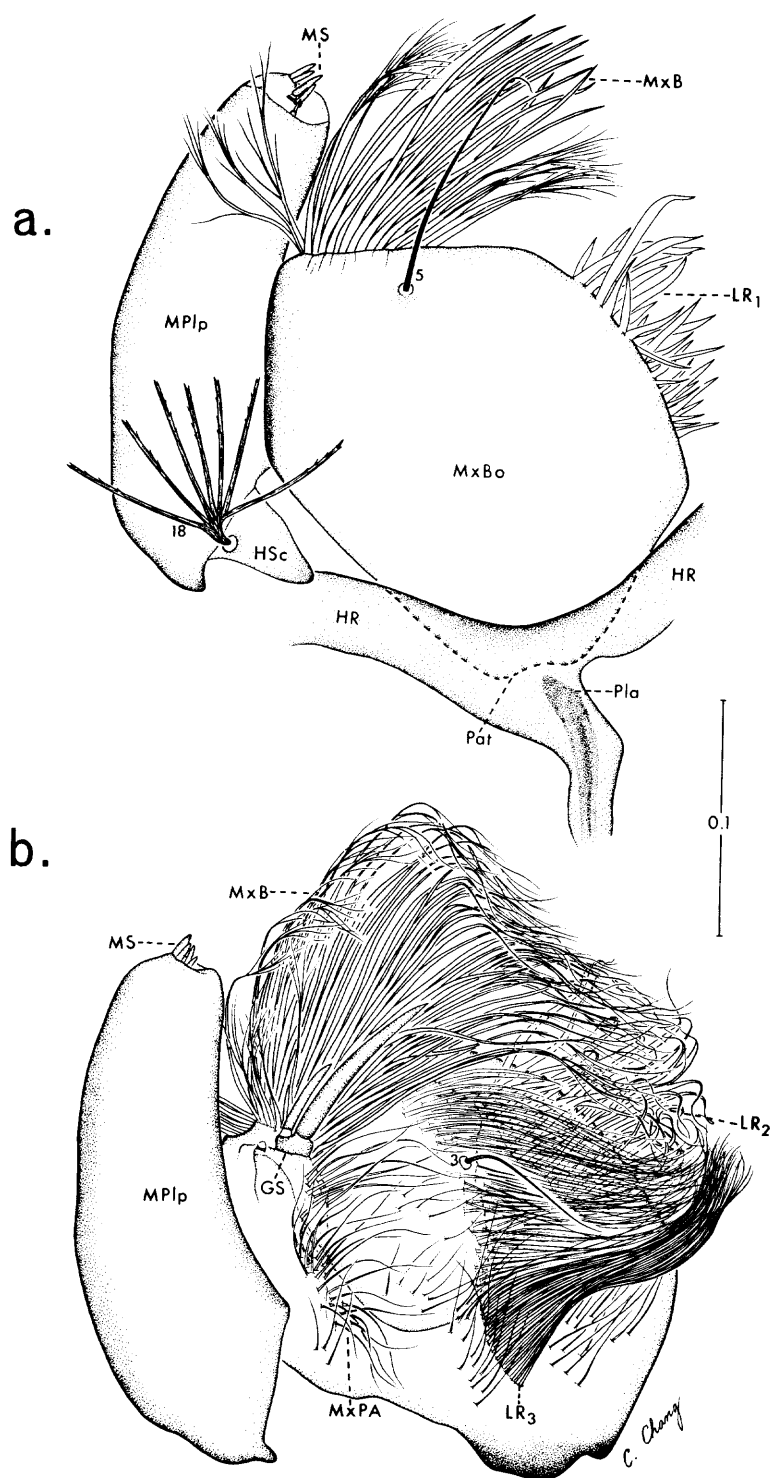 a.
MS
MxB
5
LR1
MPlp
MxBo
18
HSc
HR
HR
Pla
Pat
0.1
b.
MxB
MS
LR2
3
GS
MPlp
MxPA
LR3
C. Chang